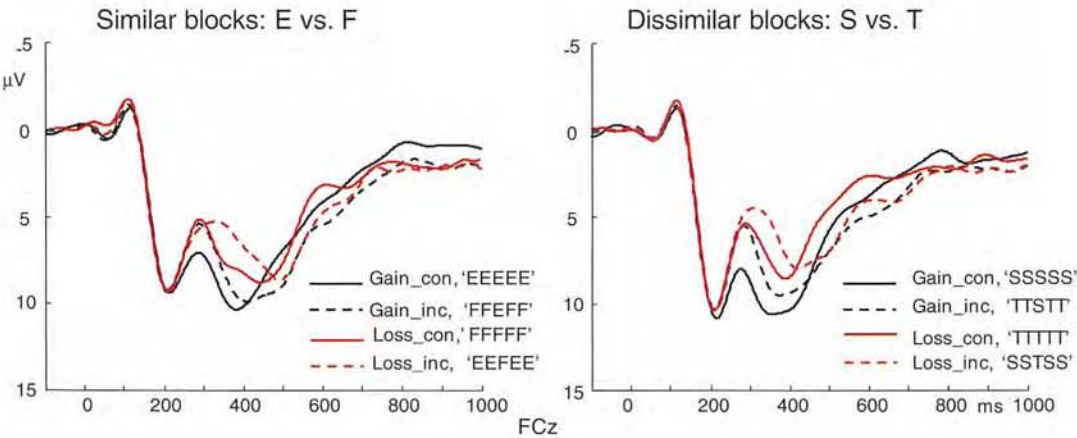 Similar blocks: E vs. F
Dissimilar blocks: S vs. T
-5
μV
0
5
10
15
0 200 400 600 800 1000
Gain_con, 'EEEEE'
Gain_inc, 'FFEFF'
Loss_con,' FFFFF'
Loss_inc, 'EEFEE'
-5
0
5
10
15
0 200 400 600 800 ms 1000
Gain_con, 'SSSSS'
Gain_inc, 'TTSTT'
Loss_con, 'TTTTT'
Loss_inc, 'SSTSS'
FCz